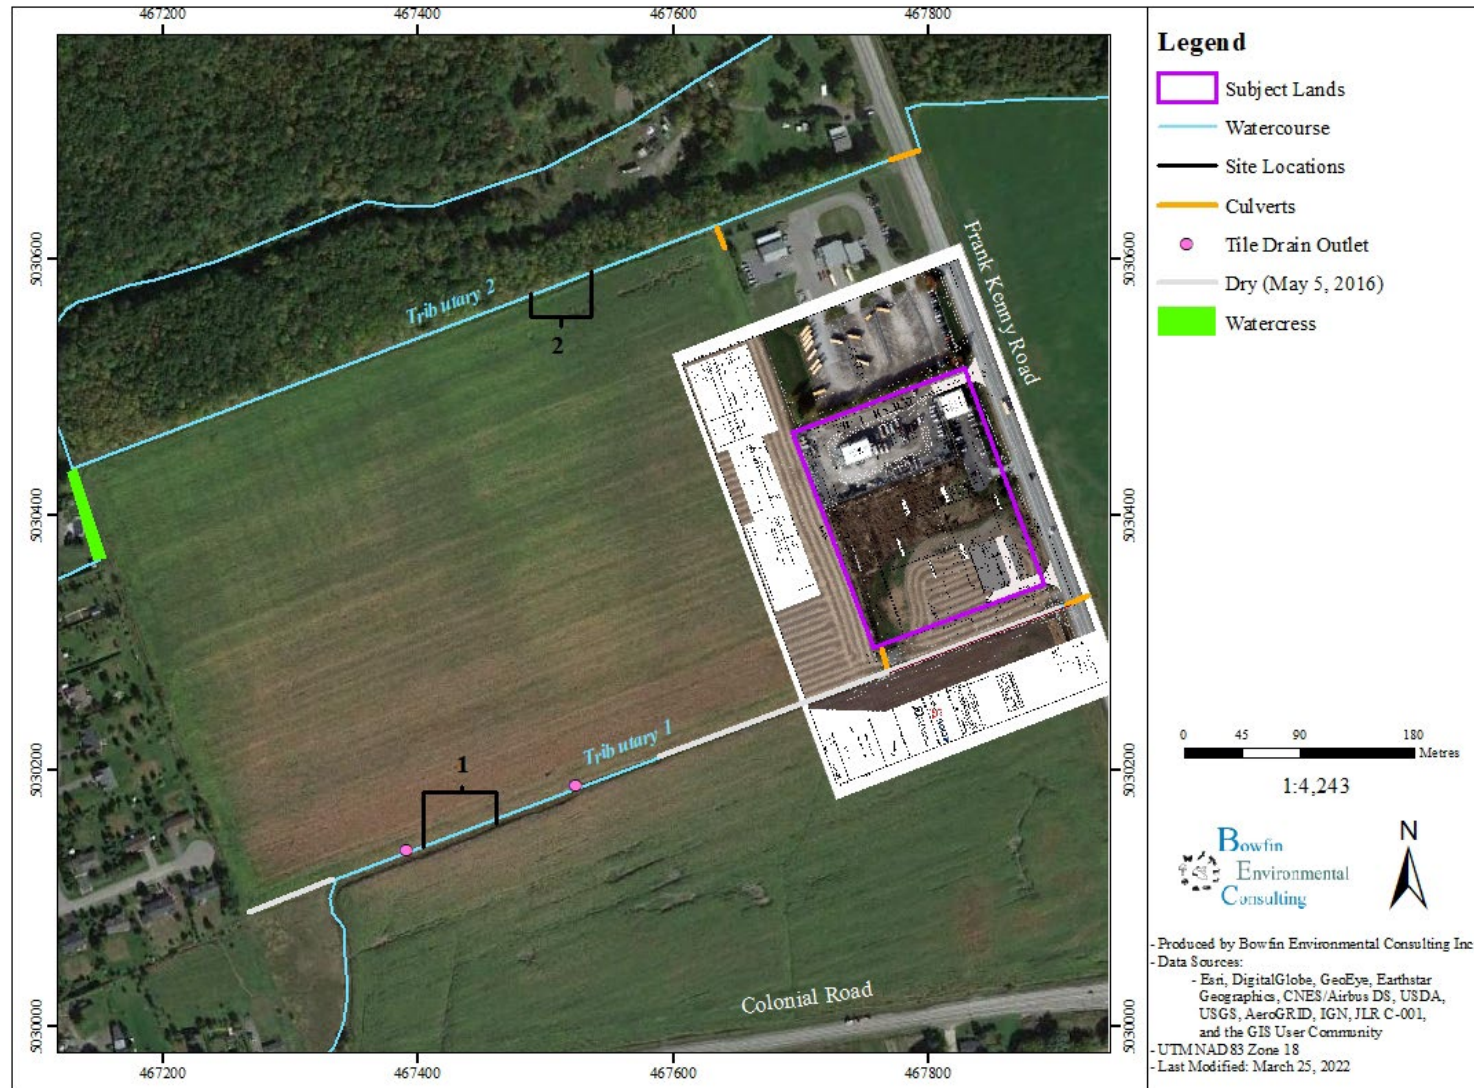 467200
467400
467600
467800
5030600
5030400
5030200
5030000
5030600
5030400
5030200
5030000
Frank Kenny Road
Tributary 2
2
Tributary 1
1
Colonial Road
467200
467400
467600
467800
Legend
Subject Lands
Watercourse
Site Locations
Culverts
Tile Drain Outlet
Dry (May 5, 2016)
Watercress
0 45 90 180
Metres
1:4,243
Bowfin
Environmental
Consulting
N
- Produced by Bowfin Environmental Consulting Inc
- Data Sources:
- Esri, DigitalGlobe, GeoEye, Earthstar
Geographics, CNES/Airbus DS, USDA,
USGS, AeroGRID, IGN, JLR C-001,
and the GIS User Community
- UTM NAD83 Zone 18
- Last Modified: March 25, 2022